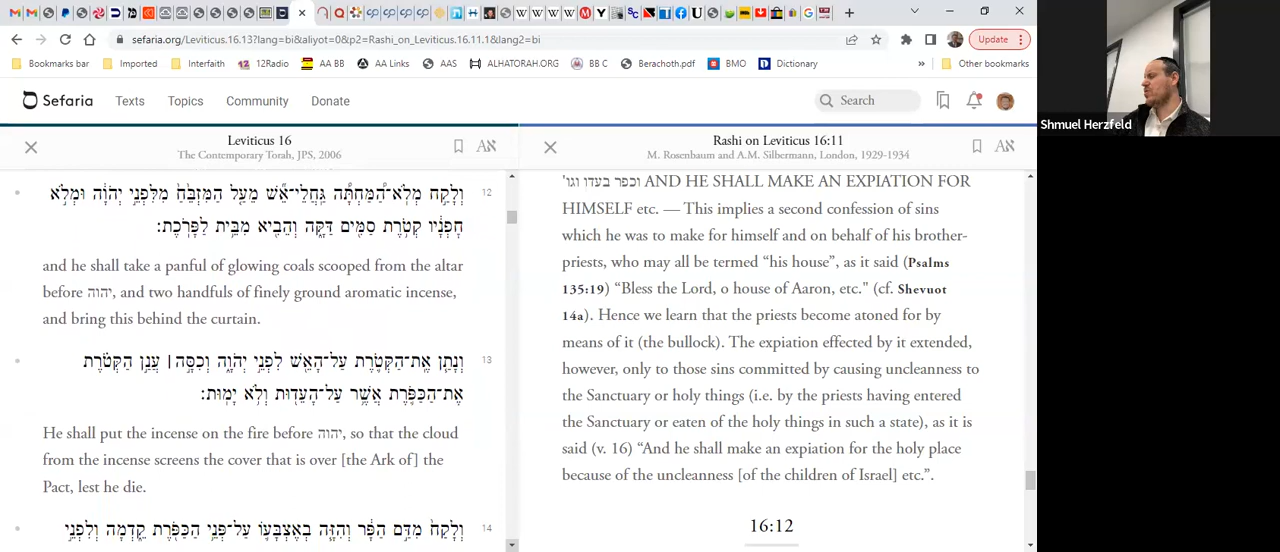 Update
sefaria.org/Leviticus.16.13?lang=bi&aliyot=0&p2=Rashi_on_Leviticus.16.11.1&lang2=bi
Bookmarks bar Imported Interfaith 12Radio AA BB AA Links AAS ALHATORAH.ORG BB C Berachoth.pdf BMO Dictionary » Other bookmarks
Sefaria Texts Topics Community Donate Search
Shmuel Herzfeld
Leviticus 16
The Contemporary Torah, JPS, 2006
12
וְלָקַ֣ח מְלֹֽא־הַ֠מַּחְתָּ֠ה גַּֽחֲלֵי־אֵ֞שׁ מֵעַ֤ל הַמִּזְבֵּ֙חַ֙ מִלִּפְנֵ֣י יְהֹוָ֔ה וּמְלֹ֣א
חׇפְנָ֔יו קְטֹ֥רֶת סַמִּ֖ים דַּקָּ֑ה וְהֵבִ֖יא מִבֵּ֥ית לַפָּרֹֽכֶת׃
and he shall take a panful of glowing coals scooped from the altar
before יהוה, and two handfuls of finely ground aromatic incense,
and bring this behind the curtain.
13
וְנָתַ֧ן אֶֽת־הַקְּטֹ֛רֶת עַל־הָאֵ֖שׁ לִפְנֵ֣י יְהֹוָ֑ה וְכִסָּ֣ה ׀ עֲנַ֣ן הַקְּטֹ֗רֶת
אֶת־הַכַּפֹּ֛רֶת אֲשֶׁ֥ר עַל־הָעֵד֖וּת וְלֹ֥א יָמֽוּת׃
He shall put the incense on the fire before יהוה, so that the cloud
from the incense screens the cover that is over [the Ark of] the
Pact, lest he die.
14
וְלָקַח֙ מִדַּ֣ם הַפָּ֔ר וְהִזָּ֧ה בְאֶצְבָּע֛וֹ עַל־פְּנֵ֥י הַכַּפֹּ֖רֶת קֵ֑דְמָה וְלִפְנֵ֣י
Rashi on Leviticus 16:11
M. Rosenbaum and A.M. Silbermann, London, 1929-1934
וכפר בעדו וגו' AND HE SHALL MAKE AN EXPIATION FOR
HIMSELF etc. — This implies a second confession of sins
which he was to make for himself and on behalf of his brother-
priests, who may all be termed “his house”, as it said (Psalms
135:19) “Bless the Lord, o house of Aaron, etc." (cf. Shevuot
14a). Hence we learn that the priests become atoned for by
means of it (the bullock). The expiation effected by it extended,
however, only to those sins committed by causing uncleanness to
the Sanctuary or holy things (i.e. by the priests having entered
the Sanctuary or eaten of the holy things in such a state), as it is
said (v. 16) “And he shall make an expiation for the holy place
because of the uncleanness [of the children of Israel] etc.”.
16:12